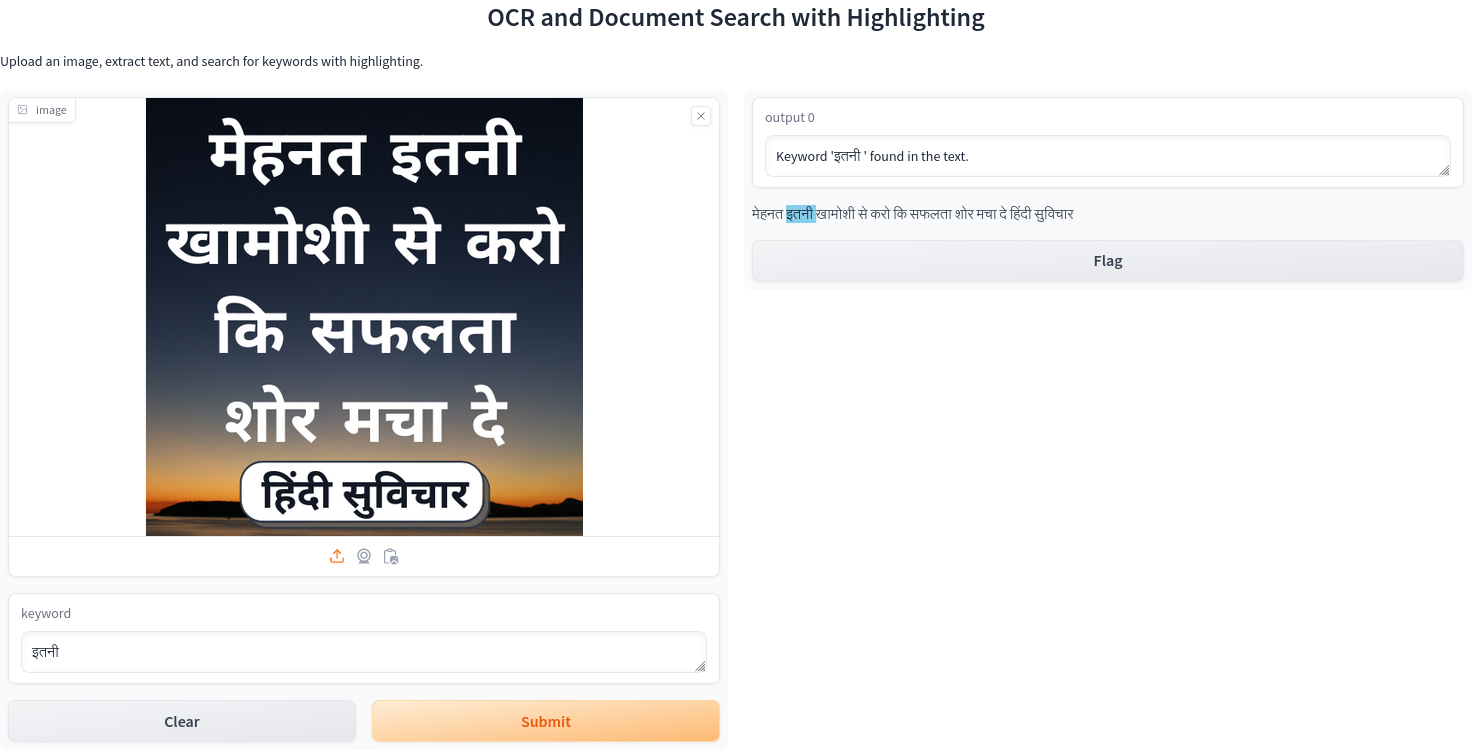 OCR and Document Search with Highlighting
Upload an image, extract text, and search for keywords with highlighting.
image
मेहनत इतनी
खामोशी से करो
कि सफलता
शोर मचा दे
हिंदी सुविचार
keyword
इतनी
Clear
Submit
output 0
Keyword 'इतनी ' found in the text.
मेहनत इतनी खामोशी से करो कि सफलता शोर मचा दे हिंदी सुविचार
Flag